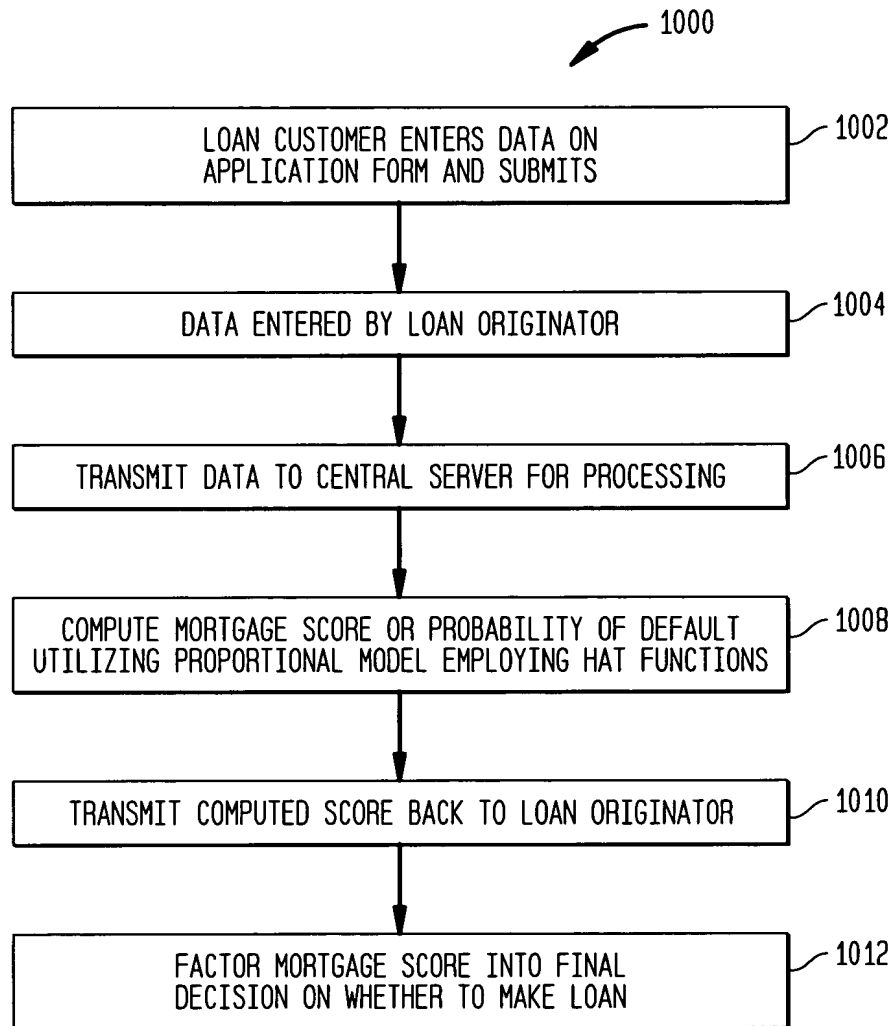 1000
LOAN CUSTOMER ENTERS DATA ON
APPLICATION FORM AND SUBMITS
1002
DATA ENTERED BY LOAN ORIGINATOR
1004
TRANSMIT DATA TO CENTRAL SERVER FOR PROCESSING
1006
COMPUTE MORTGAGE SCORE OR PROBABILITY OF DEFAULT
UTILIZING PROPORTIONAL MODEL EMPLOYING HAT FUNCTIONS
1008
TRANSMIT COMPUTED SCORE BACK TO LOAN ORIGINATOR
1010
FACTOR MORTGAGE SCORE INTO FINAL
DECISION ON WHETHER TO MAKE LOAN
1012